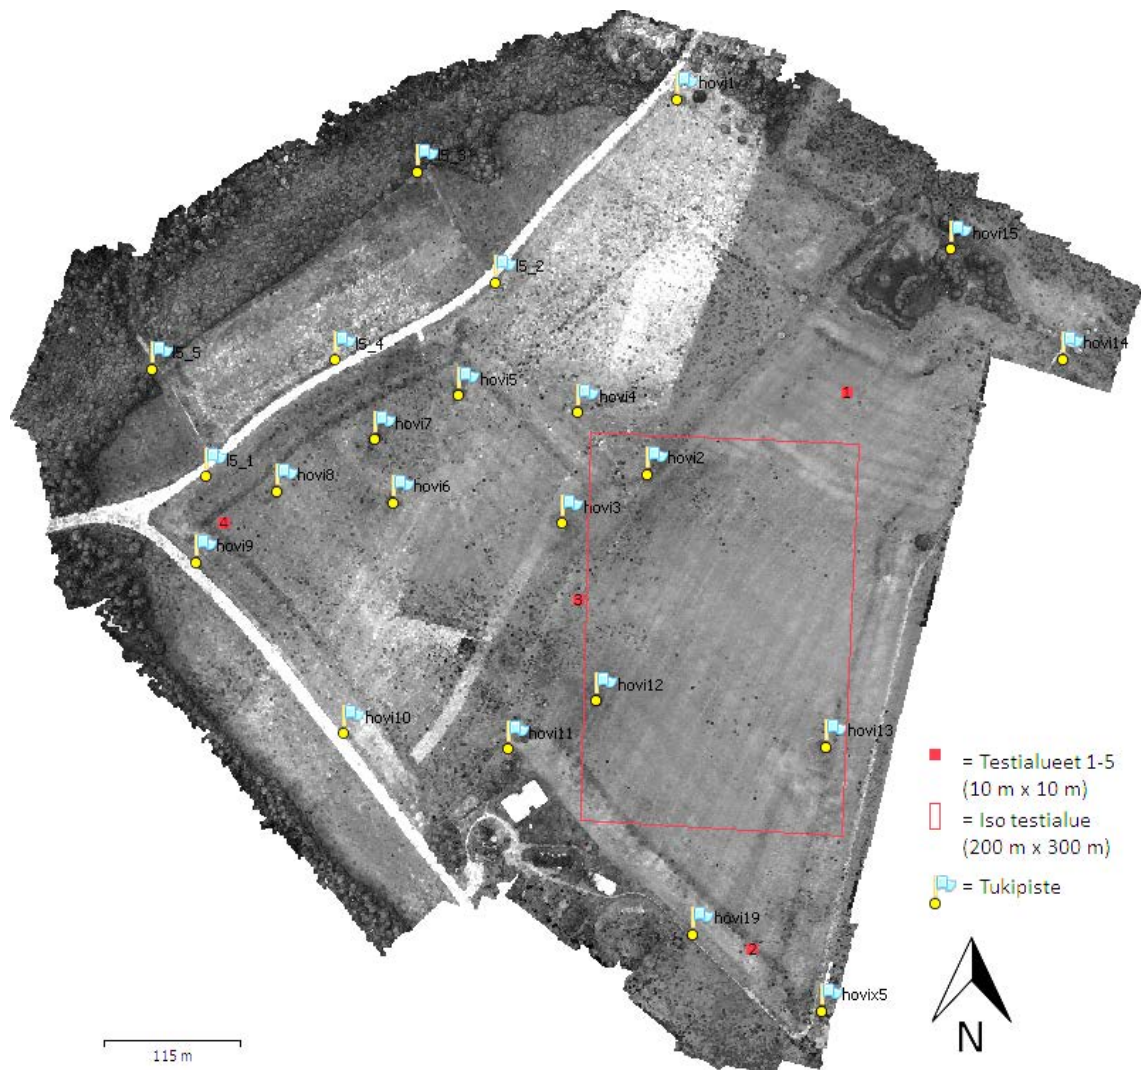 hovi1
l5_3
hovi15
l5_2
l5_4
hovi14
l5_5
hovi5
1
hovi4
hovi7
hovi2
l5_1
hovi8
hovi6
hovi3
4
hovi9
3
hovi12
hovi10
hovi11
hovi13
= Testialueet 1-5
(10 m x 10 m)
= Iso testialue
(200 m x 300 m)
= Tukipiste
hovi19
2
hovix5
N
115 m